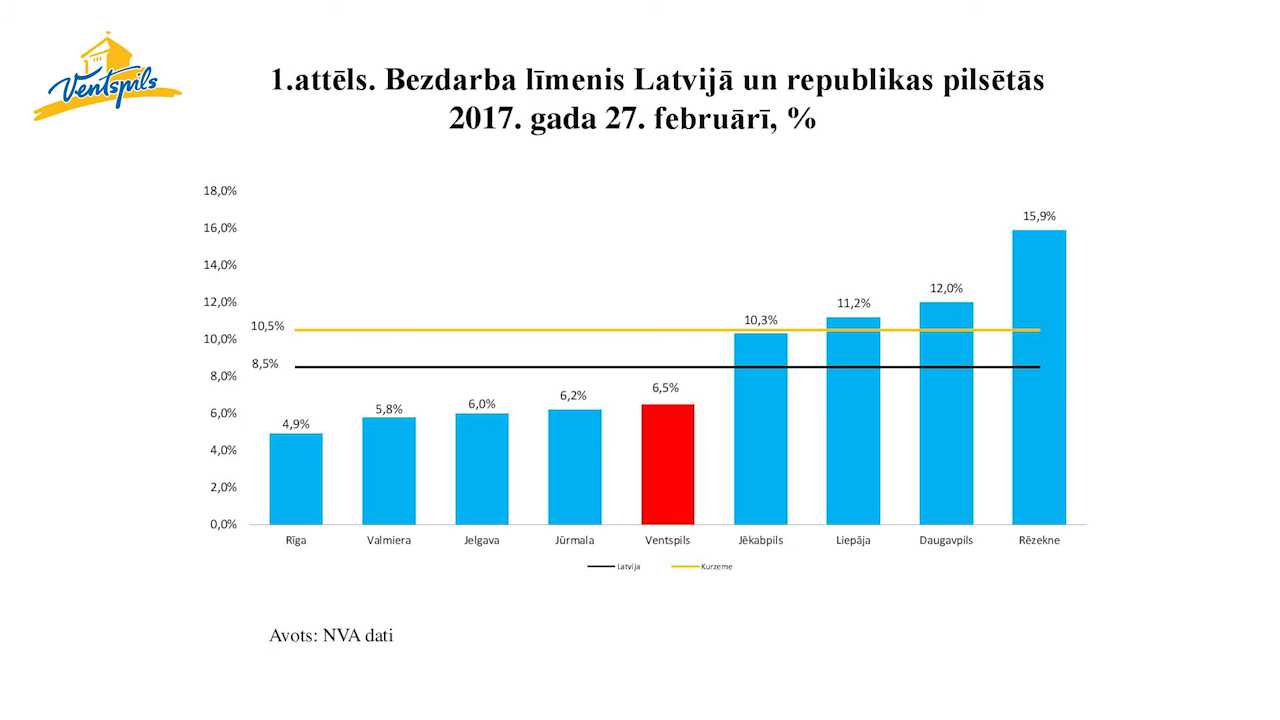 Ventspils
1.attēls. Bezdarba līmenis Latvijā un republikas pilsētās
2017. gada 27. februārī, %
18,0%
16,0%
14,0%
12,0%
10,0%
8,0%
6,0%
4,0%
2,0%
0,0%
10,5%
8,5%
4,9%
5,8%
6,0%
6,2%
6,5%
10,3%
11,2%
12,0%
15,9%
Rīga
Valmiera
Jelgava
Jūrmala
Ventspils
Jēkabpils
Liepāja
Daugavpils
Rēzekne
Latvija
Kurzeme
Avots: NVA dati